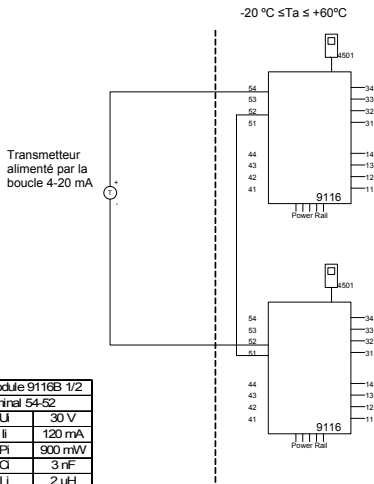 -20 ºC ≤Ta ≤ +60ºC
4501
54
53
52
51
44
43
42
41
34
33
32
31
14
13
12
11
9116
Power Rail
Transmetteur
alimenté par la
boucle 4-20 mA
+
T
-
4501
54
53
52
51
44
43
42
41
34
33
32
31
14
13
12
11
9116
Power Rail
dule 9116B 1/2
inal 54-52
Ui 30 V
Ii 120 mA
Pi 900 mW
Ci 3 nF
Li 2 uH